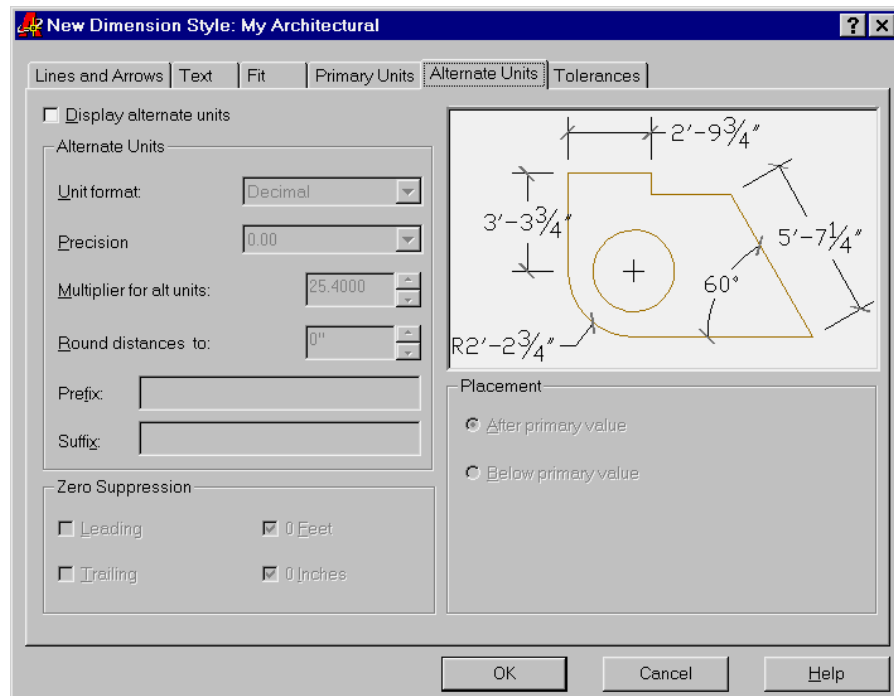 New Dimension Style: My Architectural
Lines and Arrows Text Fit Primary Units Alternate Units Tolerances
Display alternate units
Alternate Units
Unit format: Decimal
Precision 0.00
Multiplier for alt units: 25.4000
Round distances to: 0"
Prefix:
Suffix:
Zero Suppression
Leading 0 Feet
Trailing 0 Inches
2'-9¾"
3'-3¾"
5'-7¼"
60°
R2'-2¾"
Placement
After primary value
Below primary value
OK Cancel Help